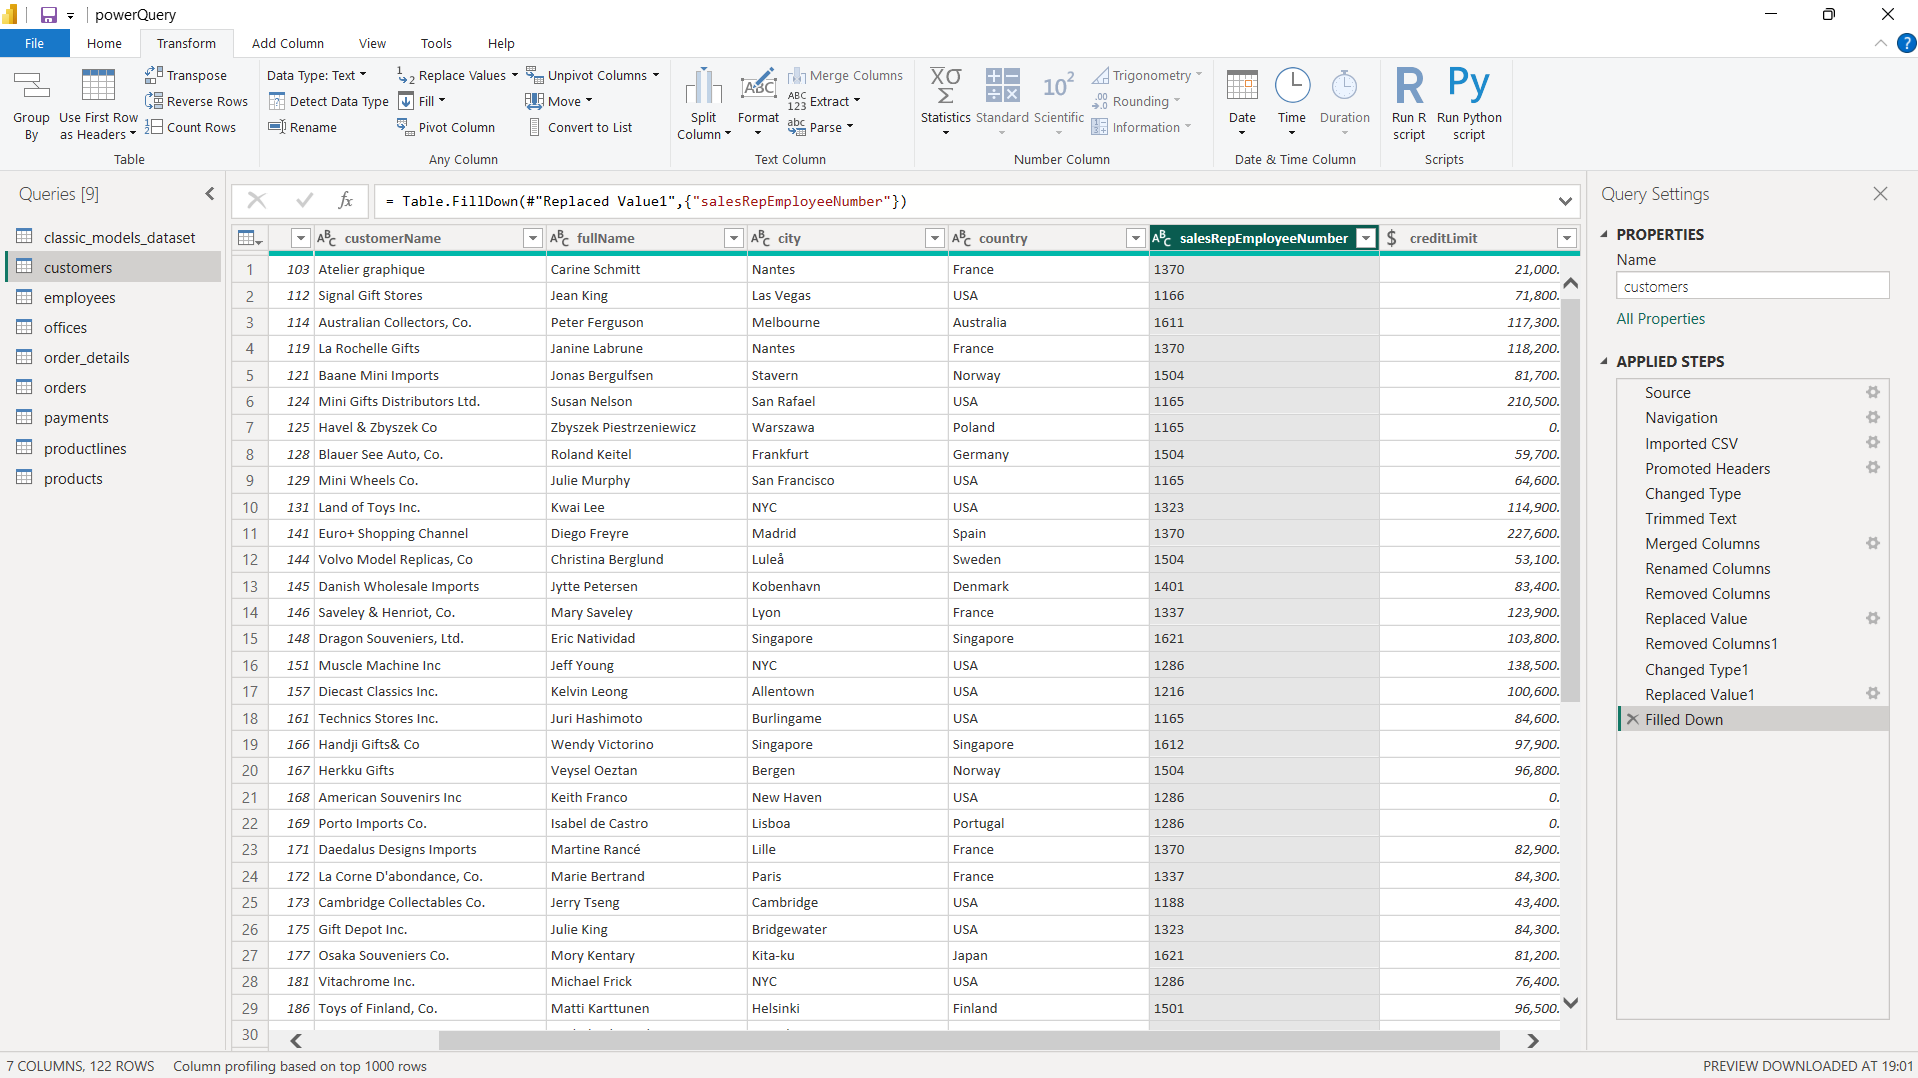 powerQuery
File Home Transform Add Column View Tools Help
Group By
Use First Row as Headers
Transpose
Reverse Rows
Count Rows
Table
Data Type: Text
Detect Data Type
Rename
Replace Values
Fill
Pivot Column
Unpivot Columns
Move
Convert to List
Any Column
Split Column
Format
Merge Columns
Extract
Parse
Text Column
Statistics
Standard
Scientific
Trigonometry
Rounding
Information
Number Column
Date
Time
Duration
Date & Time Column
Run R script
Run Python script
Scripts
Queries [9]
classic_models_dataset
customers
employees
offices
order_details
orders
payments
productlines
products
= Table.FillDown(#"Replaced Value1",{"salesRepEmployeeNumber"})
customerName fullName city country salesRepEmployeeNumber creditLimit
1 103 Atelier graphique Carine Schmitt Nantes France 1370 21,000.
2 112 Signal Gift Stores Jean King Las Vegas USA 1166 71,800.
3 114 Australian Collectors, Co. Peter Ferguson Melbourne Australia 1611 117,300.
4 119 La Rochelle Gifts Janine Labrune Nantes France 1370 118,200.
5 121 Baane Mini Imports Jonas Bergulfsen Stavern Norway 1504 81,700.
6 124 Mini Gifts Distributors Ltd. Susan Nelson San Rafael USA 1165 210,500.
7 125 Havel & Zbyszek Co Zbyszek Piestrzeniewicz Warszawa Poland 1165 0.
8 128 Blauer See Auto, Co. Roland Keitel Frankfurt Germany 1504 59,700.
9 129 Mini Wheels Co. Julie Murphy San Francisco USA 1165 64,600.
10 131 Land of Toys Inc. Kwai Lee NYC USA 1323 114,900.
11 141 Euro+ Shopping Channel Diego Freyre Madrid Spain 1370 227,600.
12 144 Volvo Model Replicas, Co Christina Berglund Luleå Sweden 1504 53,100.
13 145 Danish Wholesale Imports Jytte Petersen Kobenhavn Denmark 1401 83,400.
14 146 Saveley & Henriot, Co. Mary Saveley Lyon France 1337 123,900.
15 148 Dragon Souveniers, Ltd. Eric Natividad Singapore Singapore 1621 103,800.
16 151 Muscle Machine Inc Jeff Young NYC USA 1286 138,500.
17 157 Diecast Classics Inc. Kelvin Leong Allentown USA 1216 100,600.
18 161 Technics Stores Inc. Juri Hashimoto Burlingame USA 1165 84,600.
19 166 Handji Gifts& Co Wendy Victorino Singapore Singapore 1612 97,900.
20 167 Herkku Gifts Veysel Oeztan Bergen Norway 1504 96,800.
21 168 American Souvenirs Inc Keith Franco New Haven USA 1286 0.
22 169 Porto Imports Co. Isabel de Castro Lisboa Portugal 1286 0.
23 171 Daedalus Designs Imports Martine Rancé Lille France 1370 82,900.
24 172 La Corne D'abondance, Co. Marie Bertrand Paris France 1337 84,300.
25 173 Cambridge Collectables Co. Jerry Tseng Cambridge USA 1188 43,400.
26 175 Gift Depot Inc. Julie King Bridgewater USA 1323 84,300.
27 177 Osaka Souveniers Co. Mory Kentary Kita-ku Japan 1621 81,200.
28 181 Vitachrome Inc. Michael Frick NYC USA 1286 76,400.
29 186 Toys of Finland, Co. Matti Karttunen Helsinki Finland 1501 96,500.
30
Query Settings
PROPERTIES
Name
customers
All Properties
APPLIED STEPS
Source
Navigation
Imported CSV
Promoted Headers
Changed Type
Trimmed Text
Merged Columns
Renamed Columns
Removed Columns
Replaced Value
Removed Columns1
Changed Type1
Replaced Value1
Filled Down
7 COLUMNS, 122 ROWS Column profiling based on top 1000 rows PREVIEW DOWNLOADED AT 19:01